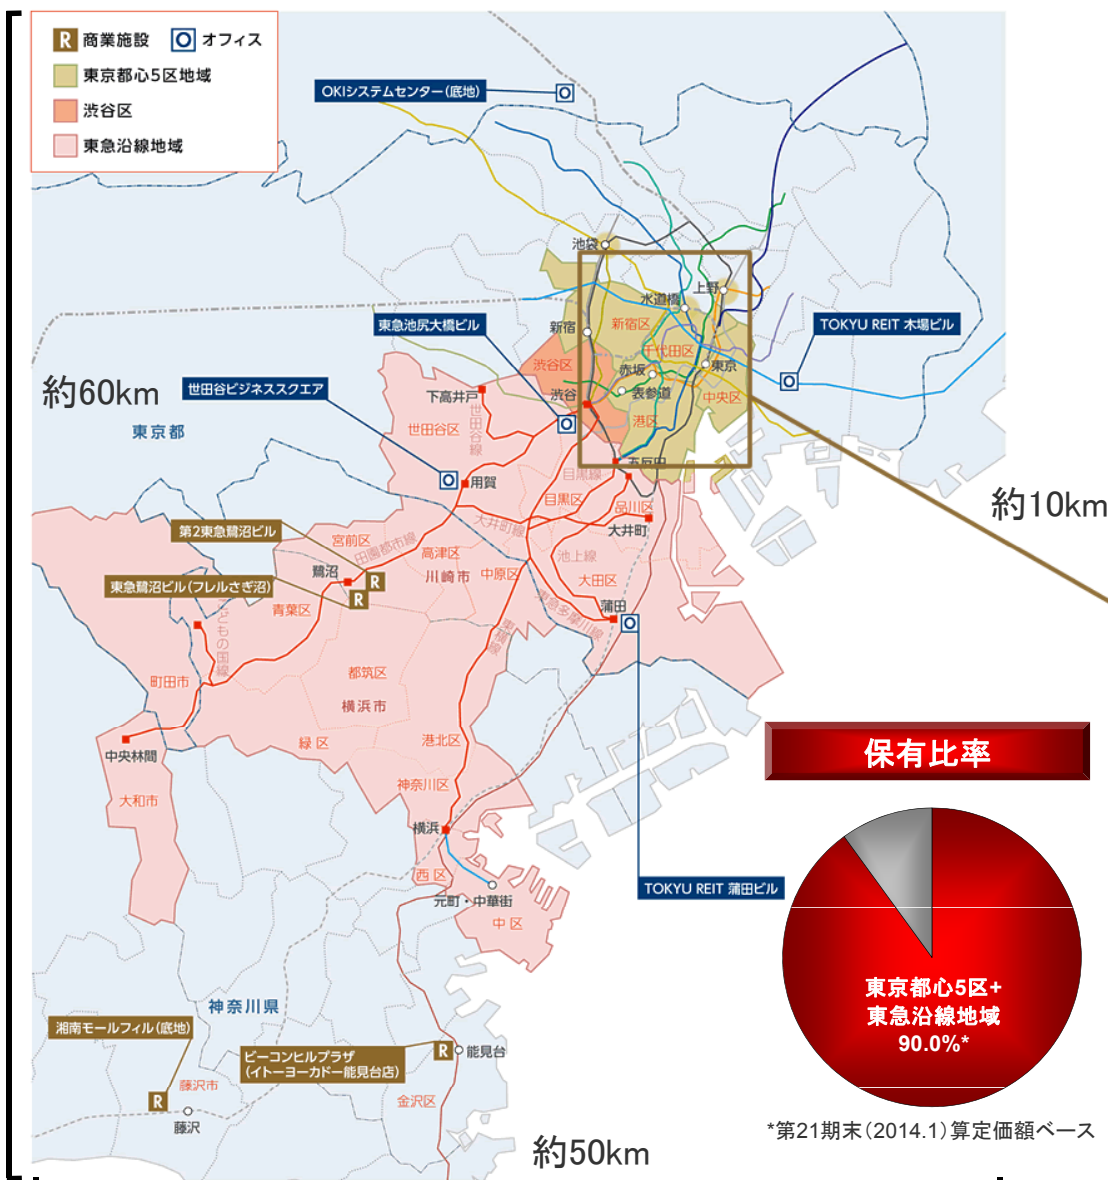 R 商業施設 O オフィス
東京都心5区地域
渋谷区
東急沿線地域
OKIシステムセンター(底地)
O
池袋
上野
水道橋
東急池尻大橋ビル
新宿
新宿区
TOKYU REIT 木場ビル
千代田区
渋谷区
赤坂
東京
O
約60km
世田谷ビジネススクエア
下高井戸
渋谷
表参道
中央区
東京都
世田谷線
世田谷区
港区
O
五反田
目黒線
用賀
O
目黒区
品川区
約10km
大井町線
大井町
第2東急鷺沼ビル
宮前区
田園都市線
高津区
池上線
鷺沼
川崎市
中原区
大田区
東急鷺沼ビル(フレルさぎ沼)
R
R
青葉区
こどもの国線
東急多摩川線
蒲田
O
東横線
町田市
都筑区
横浜市
緑区
港北区
中央林間
大和市
神奈川区
保有比率
横浜
西区
元町・中華街
TOKYU REIT 蒲田ビル
中区
東京都心5区+
東急沿線地域
90.0%*
神奈川県
湘南モールフィル(底地)
ビーコンヒルプラザ
(イトーヨーカドー能見台店)
R
能見台
藤沢市
R
金沢区
藤沢
*第21期末(2014.1)算定価額ベース
約50km